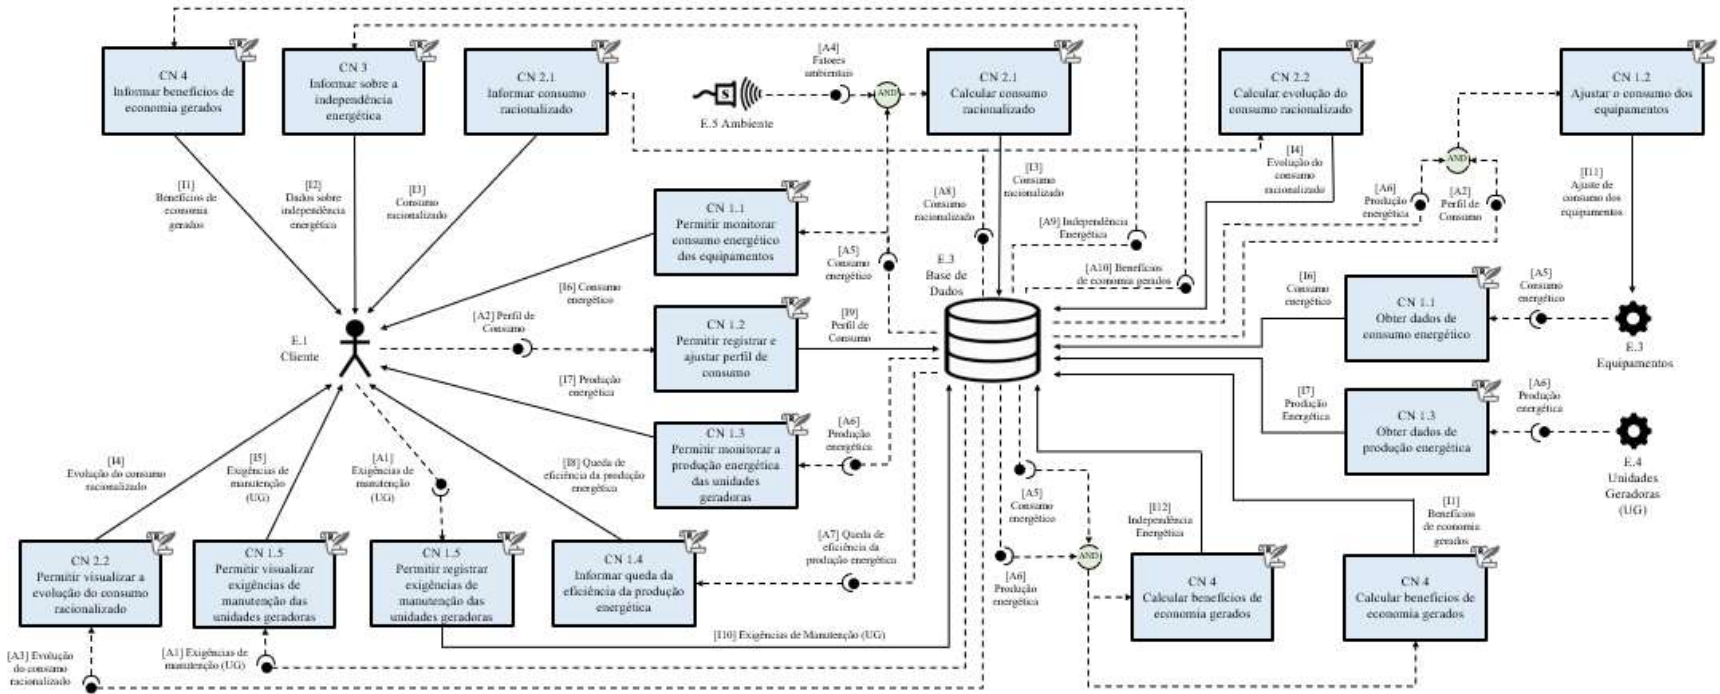 CN 4
Informar benefícios de
economia gerados
CN 3
Informar sobre a
independência
energética
CN 2.1
Informar consumo
racionalizado
[A4]
Fatores
ambientais
S
E.5 Ambiente
AND
CN 2.1
Calcular consumo
racionalizado
CN 2.2
Calcular evolução do
consumo racionalizado
CN 1.2
Ajustar o consumo dos
equipamentos
AND
[I1]
Benefícios de
economia
gerados
[I2]
Dados sobre
independência
energética
[I3]
Consumo
racionalizado
CN 1.1
Permitir monitorar
consumo energético
dos equipamentos
[A5]
Consumo
energético
[A8]
Consumo
racionalizado
[I3]
Consumo
racionalizado
[I4]
Evolução do
consumo
racionalizado
[A9] Independência
Energética
[A10] Benefícios
de economia gerados
[A6]
Produção
energética
[A2]
Perfil de
Consumo
[I11]
Ajuste de
consumo dos
equipamentos
E.3
Base de
Dados
[I6] Consumo
energético
[A2] Perfil de
Consumo
E.1
Cliente
CN 1.2
Permitir registrar e
ajustar perfil de
consumo
[I9]
Perfil de
Consumo
[I6]
Consumo
energético
CN 1.1
Obter dados de
consumo energético
[A5]
Consumo
energético
E.3
Equipamentos
[I7] Produção
energética
CN 1.3
Permitir monitorar a
produção energética
das unidades
geradoras
[A6]
Produção
energética
[I7]
Produção
Energética
CN 1.3
Obter dados de
produção energética
[A6]
Produção
energética
E.4
Unidades
Geradoras
(UG)
[I4]
Evolução do consumo
racionalizado
[I5]
Exigências de
manutenção
(UG)
[A1]
Exigências de
manutenção
(UG)
[I8] Queda de
eficiência da produção
energética
[A7] Queda de
eficiência da
produção energética
[A5]
Consumo
energético
[A6]
Produção
energética
AND
[I12]
Independência
Energética
[I1]
Benefícios
de economia
gerados
CN 2.2
Permitir visualizar a
evolução do consumo
racionalizado
CN 1.5
Permitir visualizar
exigências de
manutenção das
unidades geradoras
CN 1.5
Permitir registrar
exigências de
manutenção das
unidades geradoras
CN 1.4
Informar queda da
eficiência da produção
energética
CN 4
Calcular benefícios de
economia gerados
CN 4
Calcular benefícios de
economia gerados
[I10] Exigências de Manutenção (UG)
[A3] Evolução
do consumo
racionalizado
[A1] Exigências de
manutenção (UG)